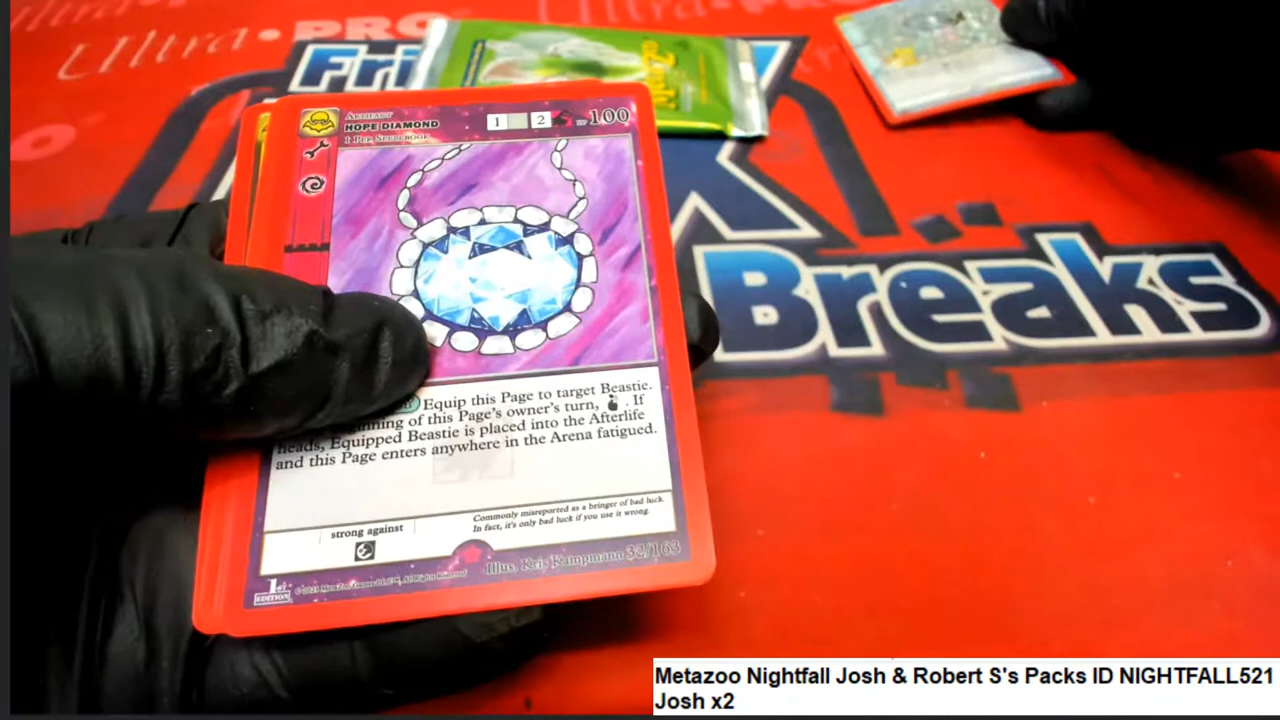 Ultra•PRO
Fri
Breaks
ARTIFACT
HOPE DIAMOND
1 PER SPELLBOOK
1 2 100
Equip this Page to target Beastie.
of this Page's owner's turn, . If
heads, Equipped Beastie is placed into the Afterlife
and this Page enters anywhere in the Arena fatigued.
strong against
Commonly misreported as a bringer of bad luck.
In fact, it's only bad luck if you use it wrong.
Illus. Kris Kampmann 32/163
1st
EDITION
Metazoo Nightfall Josh & Robert S's Packs ID NIGHTFALL521
Josh x2